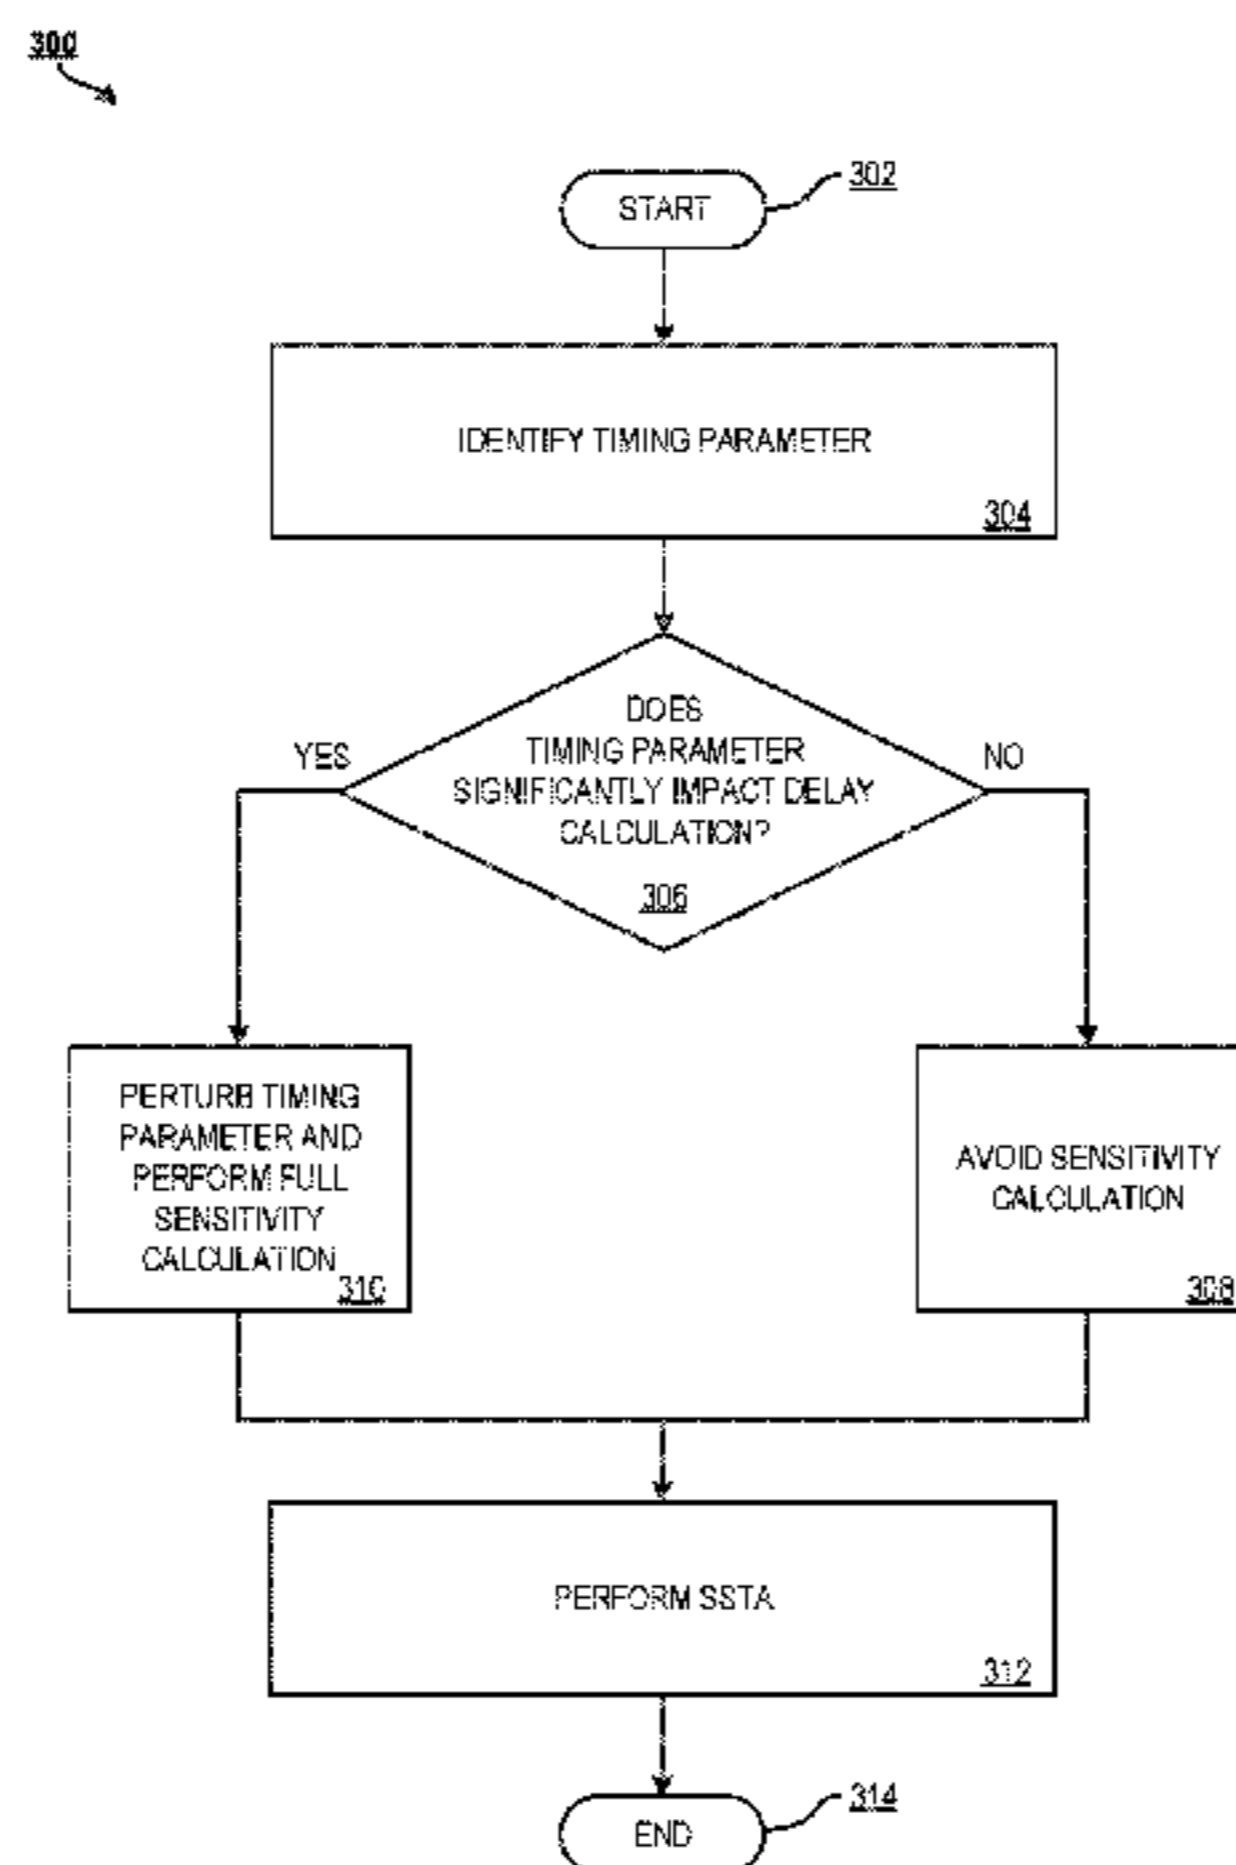 300
START
302
IDENTIFY TIMING PARAMETER
304
DOES
TIMING PARAMETER
SIGNIFICANTLY IMPACT DELAY
CALCULATION?
306
YES
NO
PERTURB TIMING
PARAMETER AND
PERFORM FULL
SENSITIVITY
CALCULATION
310
AVOID SENSITIVITY
CALCULATION
308
PERFORM SSTA
312
END
314